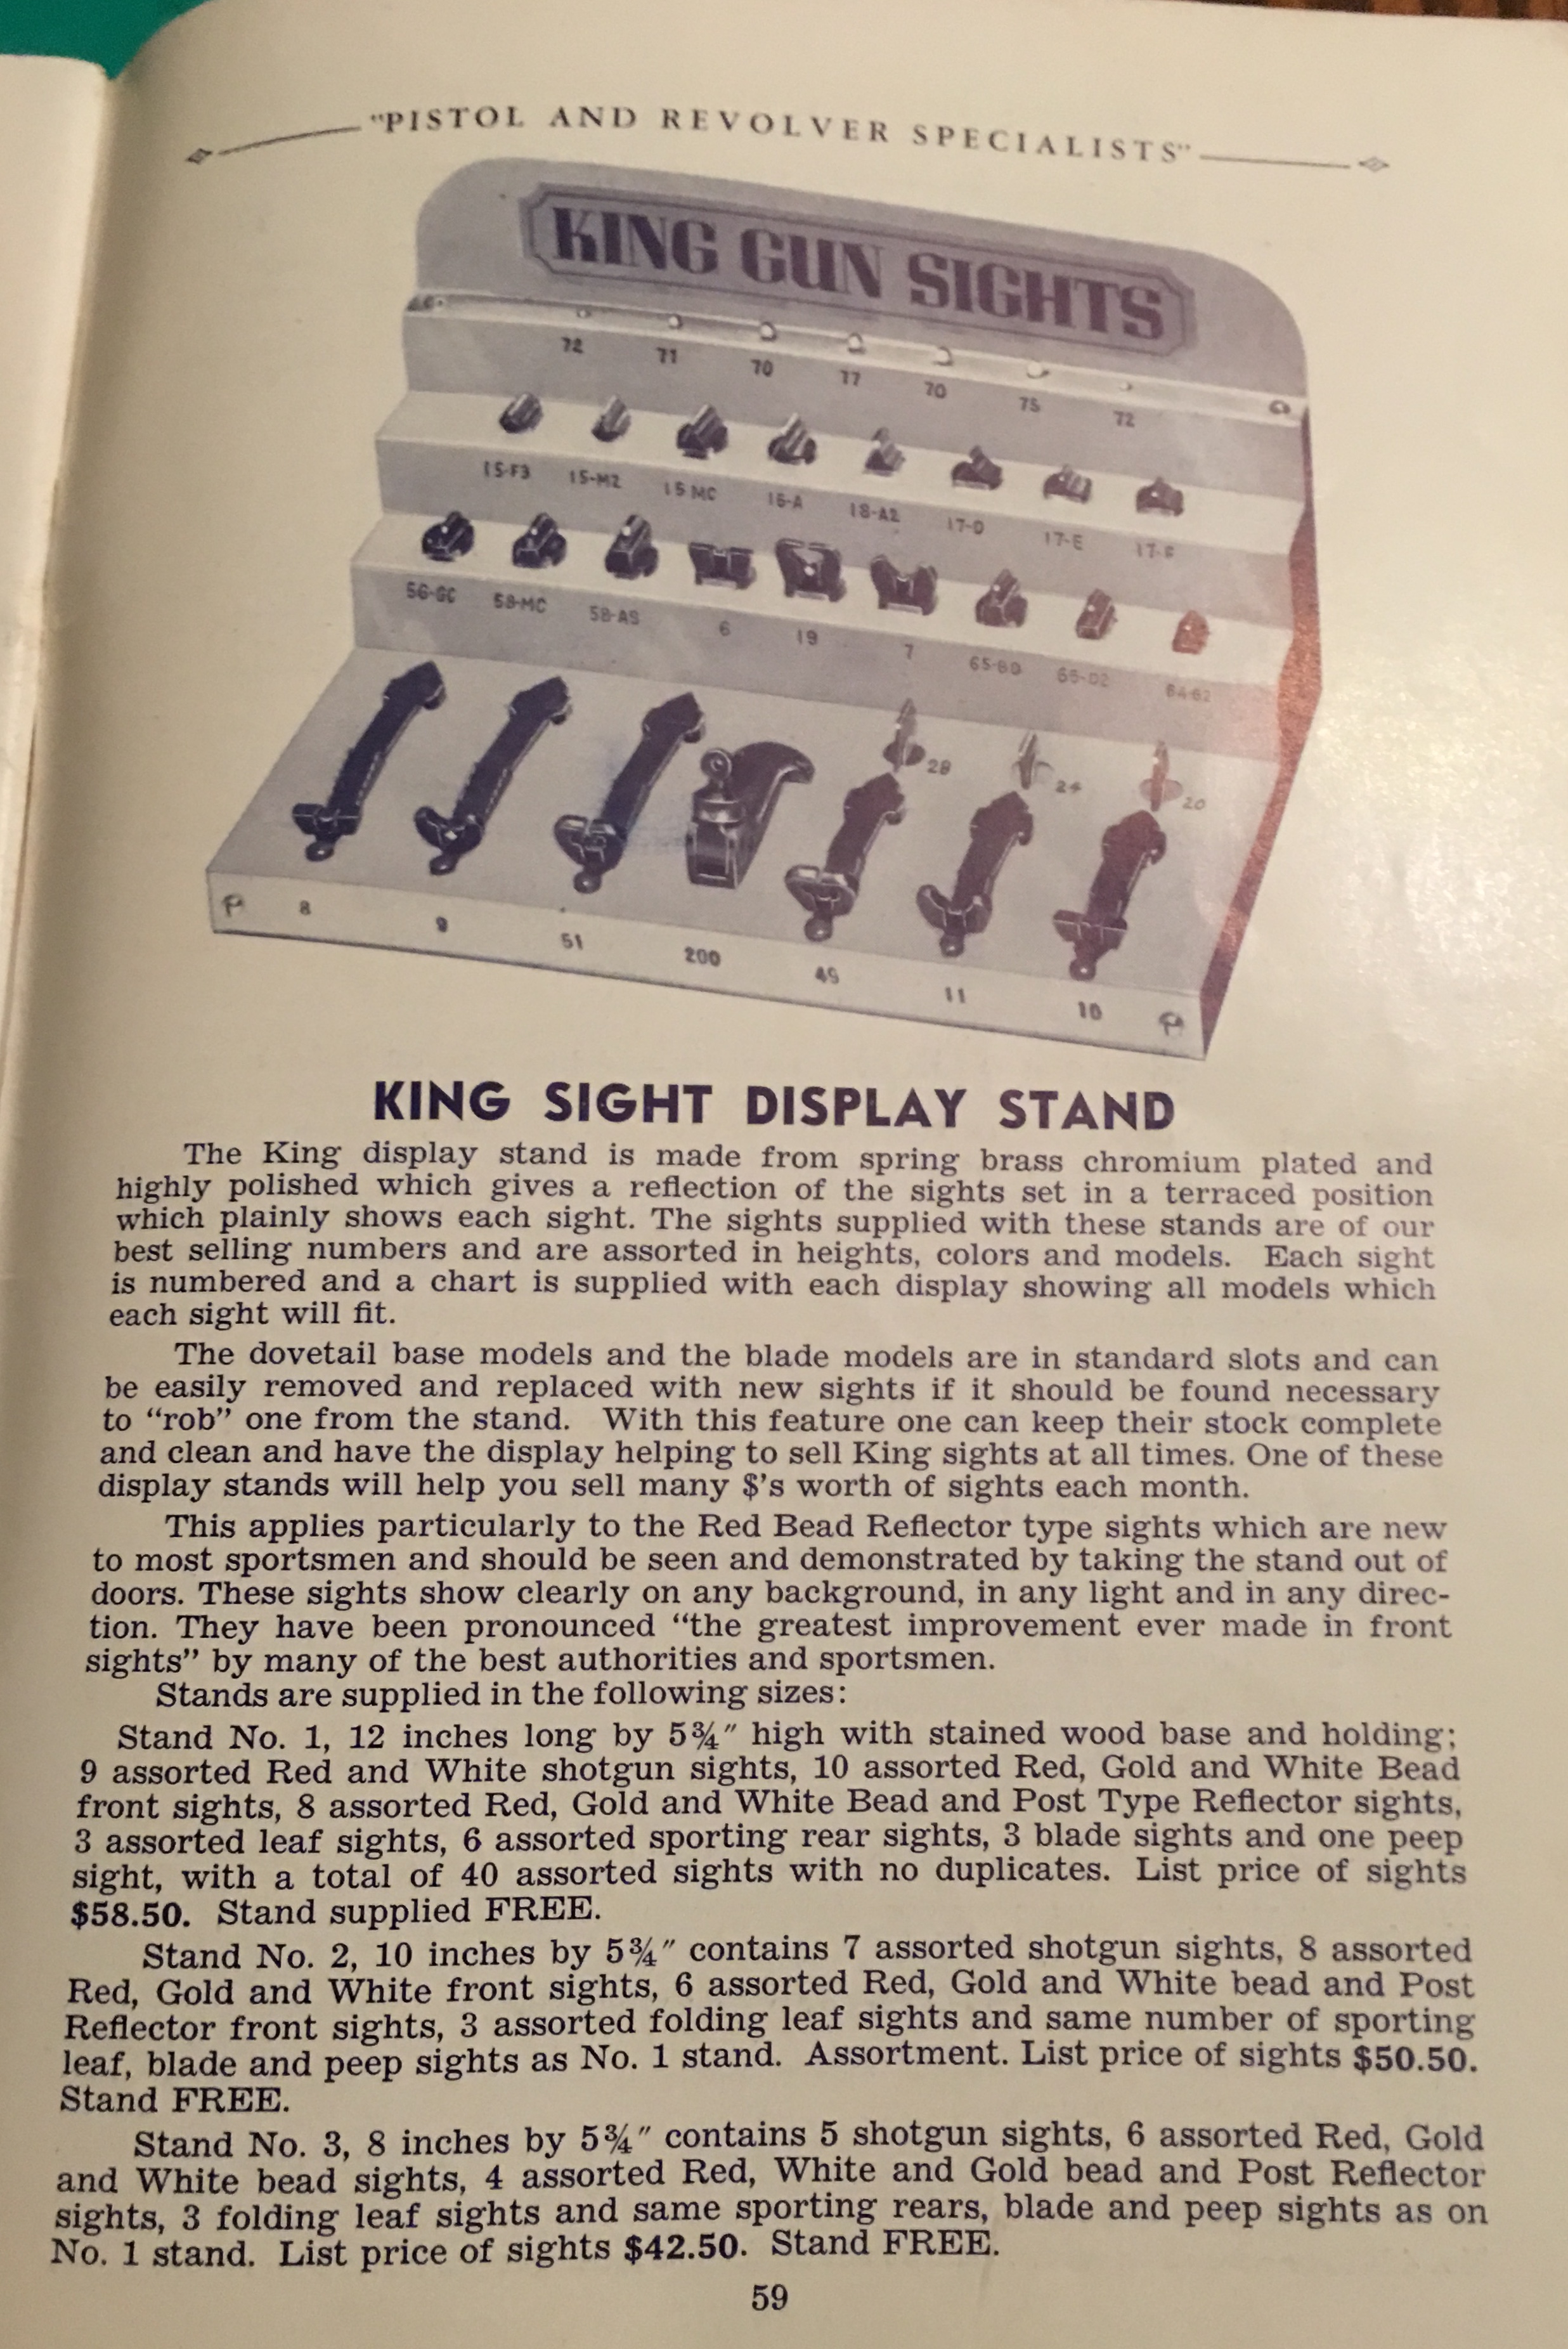 "PISTOL AND REVOLVER SPECIALISTS"
KING GUN SIGHTS
72 71 70 77 70 75 72
15-F3 15-M2 15 MC 16-A 18-A2 17-D 17-E 17-F
56-GC 58-MC 58-AS 6 19 7 65-BD 65-D2
28 24 20
8 9 51 200 49 11 10
KING SIGHT DISPLAY STAND
The King display stand is made from spring brass chromium plated and
highly polished which gives a reflection of the sights set in a terraced position
which plainly shows each sight. The sights supplied with these stands are of our
best selling numbers and are assorted in heights, colors and models. Each sight
is numbered and a chart is supplied with each display showing all models which
each sight will fit.
The dovetail base models and the blade models are in standard slots and can
be easily removed and replaced with new sights if it should be found necessary
to “rob” one from the stand. With this feature one can keep their stock complete
and clean and have the display helping to sell King sights at all times. One of these
display stands will help you sell many $'s worth of sights each month.
This applies particularly to the Red Bead Reflector type sights which are new
to most sportsmen and should be seen and demonstrated by taking the stand out of
doors. These sights show clearly on any background, in any light and in any direc-
tion. They have been pronounced “the greatest improvement ever made in front
sights” by many of the best authorities and sportsmen.
Stands are supplied in the following sizes:
Stand No. 1, 12 inches long by 5¾″ high with stained wood base and holding;
9 assorted Red and White shotgun sights, 10 assorted Red, Gold and White Bead
front sights, 8 assorted Red, Gold and White Bead and Post Type Reflector sights,
3 assorted leaf sights, 6 assorted sporting rear sights, 3 blade sights and one peep
sight, with a total of 40 assorted sights with no duplicates. List price of sights
$58.50. Stand supplied FREE.
Stand No. 2, 10 inches by 5¾″ contains 7 assorted shotgun sights, 8 assorted
Red, Gold and White front sights, 6 assorted Red, Gold and White bead and Post
Reflector front sights, 3 assorted folding leaf sights and same number of sporting
leaf, blade and peep sights as No. 1 stand. Assortment. List price of sights $50.50.
Stand FREE.
Stand No. 3, 8 inches by 5¾″ contains 5 shotgun sights, 6 assorted Red, Gold
and White bead sights, 4 assorted Red, White and Gold bead and Post Reflector
sights, 3 folding leaf sights and same sporting rears, blade and peep sights as on
No. 1 stand. List price of sights $42.50. Stand FREE.
59